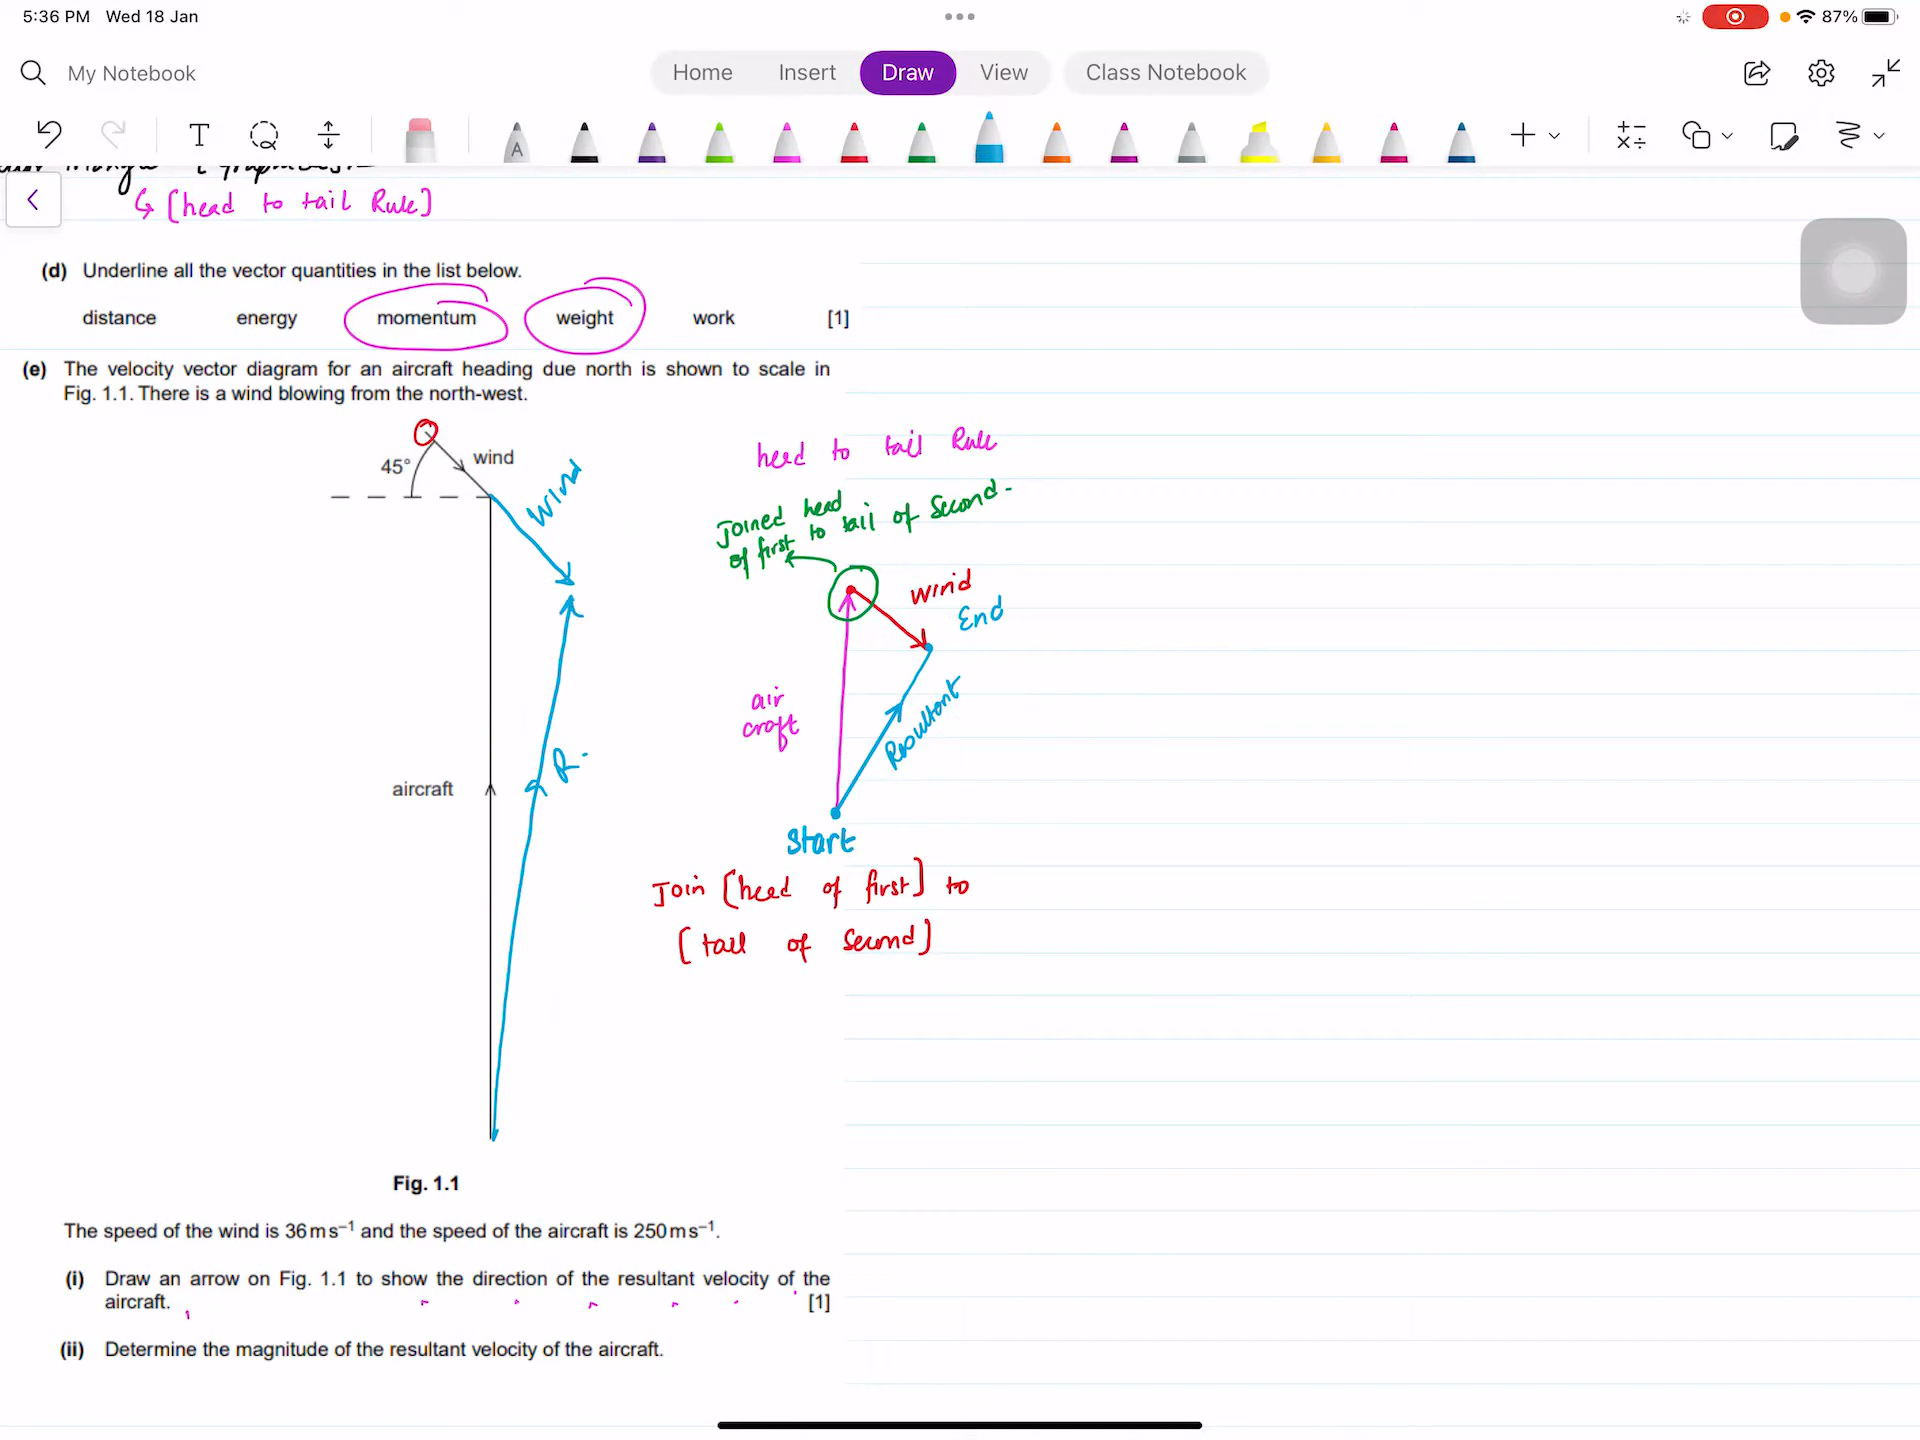 5:36 PM Wed 18 Jan
87%
My Notebook
Home Insert Draw View Class Notebook
[head to tail Rule]
(d) Underline all the vector quantities in the list below.
distance energy momentum weight work [1]
(e) The velocity vector diagram for an aircraft heading due north is shown to scale in
Fig. 1.1. There is a wind blowing from the north-west.
45°
wind
Wind
aircraft
R.
head to tail Rule
Joined head
of first to tail of Second.
Wind
End
air
craft
Resultant
Start
Join [head of first] to
[tail of Second]
Fig. 1.1
The speed of the wind is 36 m s⁻¹ and the speed of the aircraft is 250 m s⁻¹.
(i) Draw an arrow on Fig. 1.1 to show the direction of the resultant velocity of the
aircraft. [1]
(ii) Determine the magnitude of the resultant velocity of the aircraft.